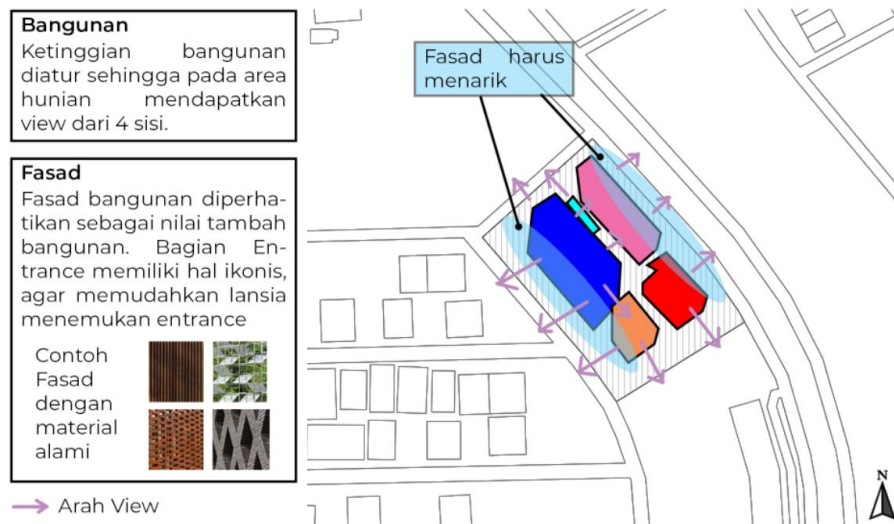 Bangunan
Ketinggian bangunan
diatur sehingga pada area
hunian mendapatkan
view dari 4 sisi.
Fasad
Fasad bangunan diperha-
tikan sebagai nilai tambah
bangunan. Bagian En-
trance memiliki hal ikonis,
agar memudahkan lansia
menemukan entrance
Contoh
Fasad
dengan
material
alami
Arah View
Fasad harus
menarik
N